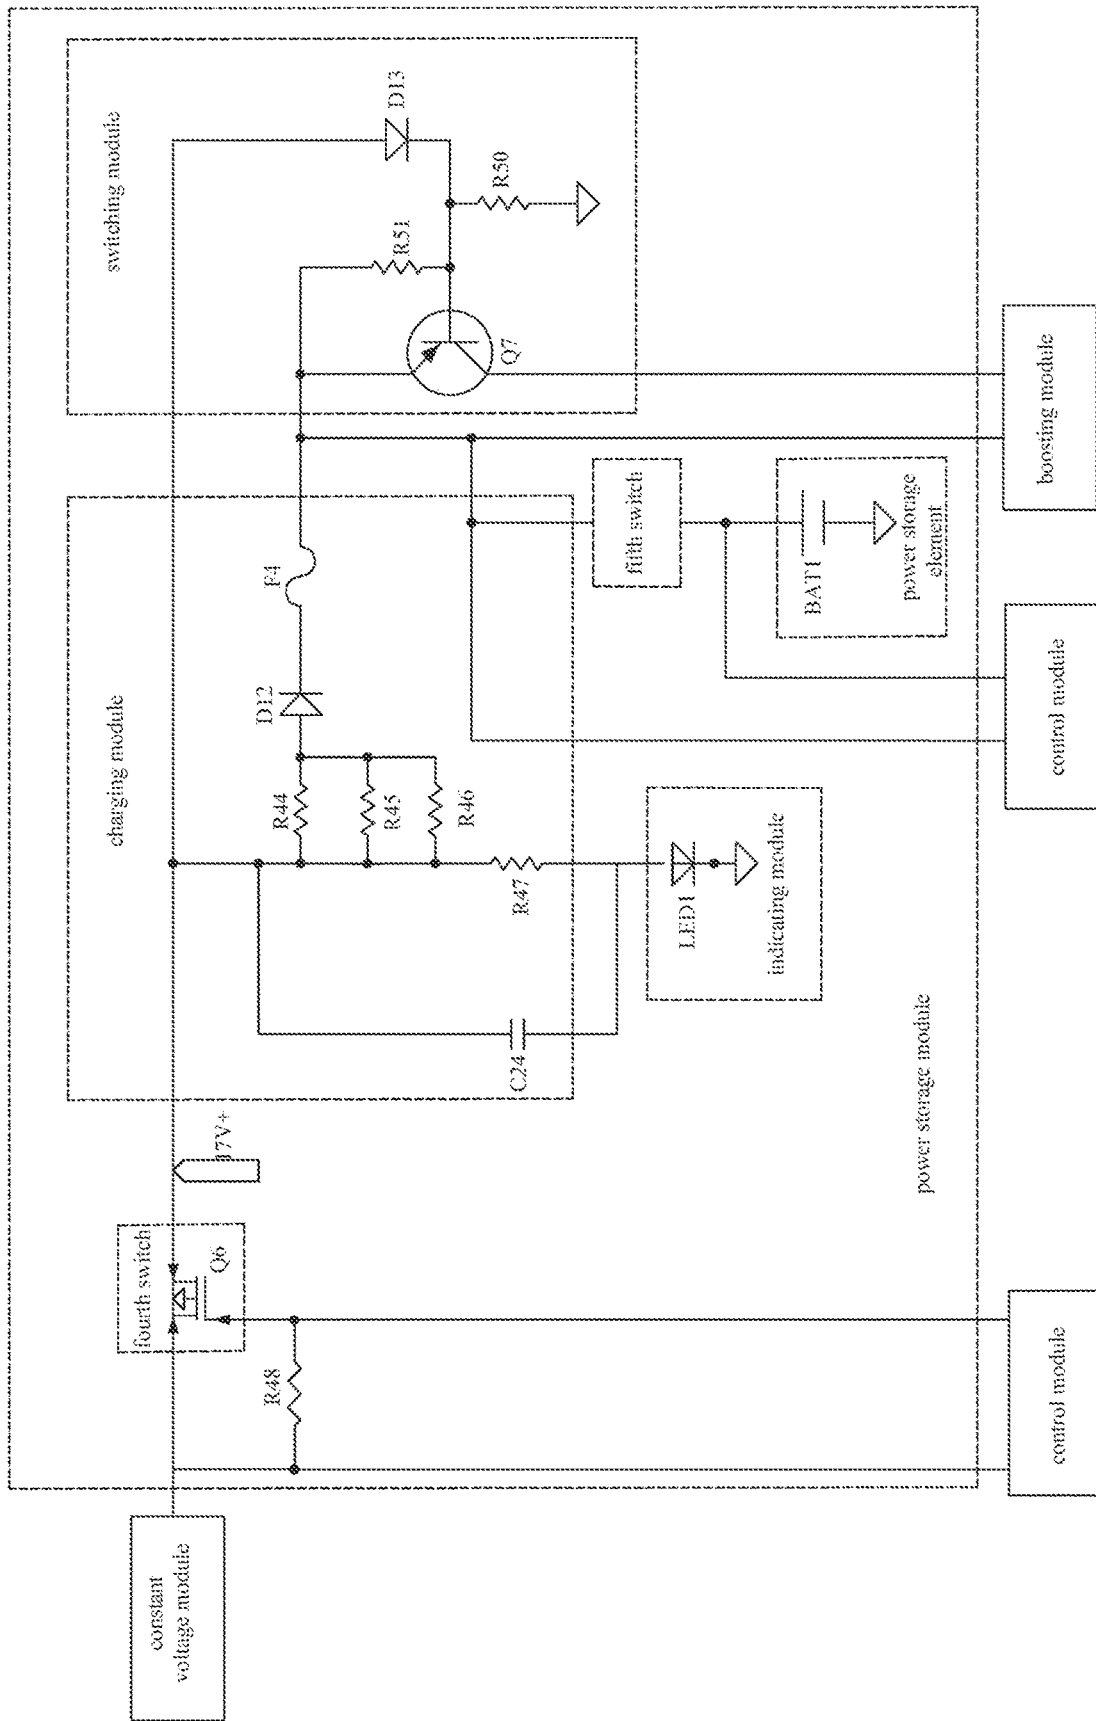 switching module
D13
R50
R51
Q7
boosting module
charging module
F4
D12
R44
R45
R46
R47
C24
fifth switch
BAT1
power storage
element
control module
LED1
indicating module
power storage module
17V+
fourth switch
Q6
R48
control module
constant
voltage module